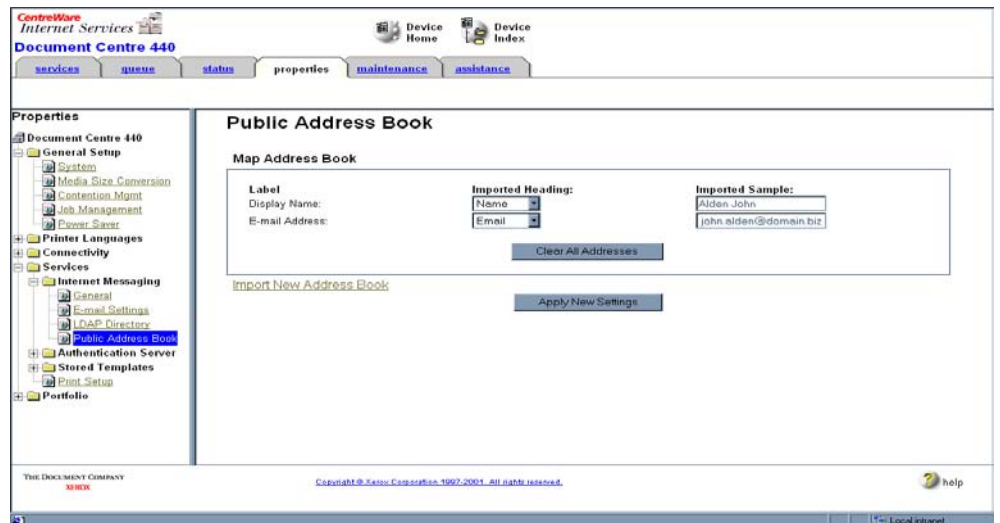 CentreWare
Internet Services
Document Centre 440
Device Home
Device Index
services queue status properties maintenance assistance
Properties
Document Centre 440
General Setup
System
Media Size Conversion
Contention Mgmt
Job Management
Power Saver
Printer Languages
Connectivity
Services
Internet Messaging
General
E-mail Settings
LDAP Directory
Public Address Book
Authentication Server
Stored Templates
Print Setup
Portfolio
Public Address Book
Map Address Book
Label Imported Heading: Imported Sample:
Display Name: Name Alden John
E-mail Address: Email john.alden@domain.biz
Clear All Addresses
Import New Address Book
Apply New Settings
THE DOCUMENT COMPANY
XEROX
Copyright © Xerox Corporation 1997-2001. All rights reserved.
help
Local intranet